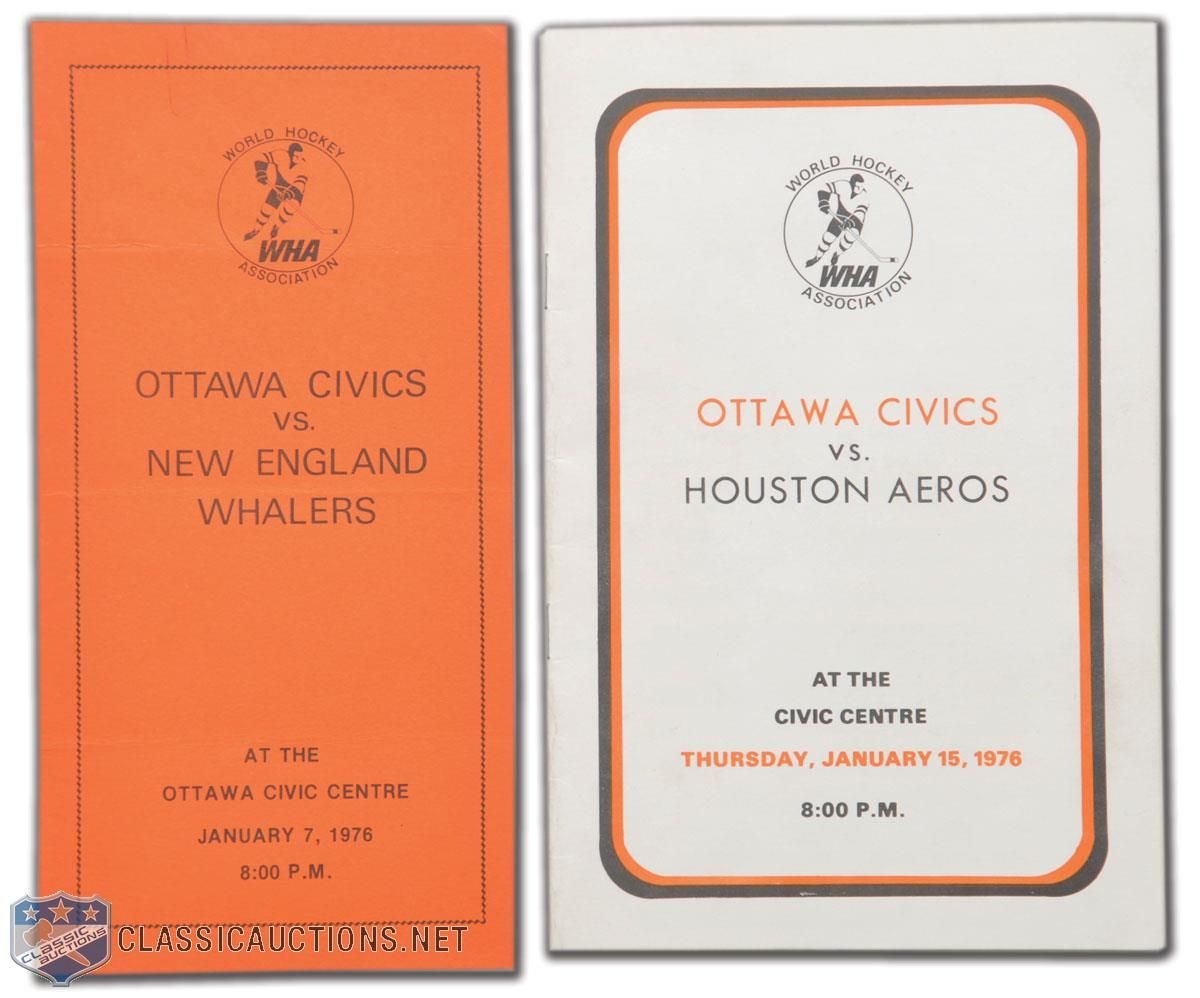 WORLD HOCKEY
WHA
ASSOCIATION
OTTAWA CIVICS
VS.
NEW ENGLAND
WHALERS
AT THE
OTTAWA CIVIC CENTRE
JANUARY 7, 1976
8:00 P.M.
WORLD HOCKEY
WHA
ASSOCIATION
OTTAWA CIVICS
VS.
HOUSTON AEROS
AT THE
CIVIC CENTRE
THURSDAY, JANUARY 15, 1976
8:00 P.M.
CLASSIC
AUCTIONS
CLASSICAUCTIONS.NET